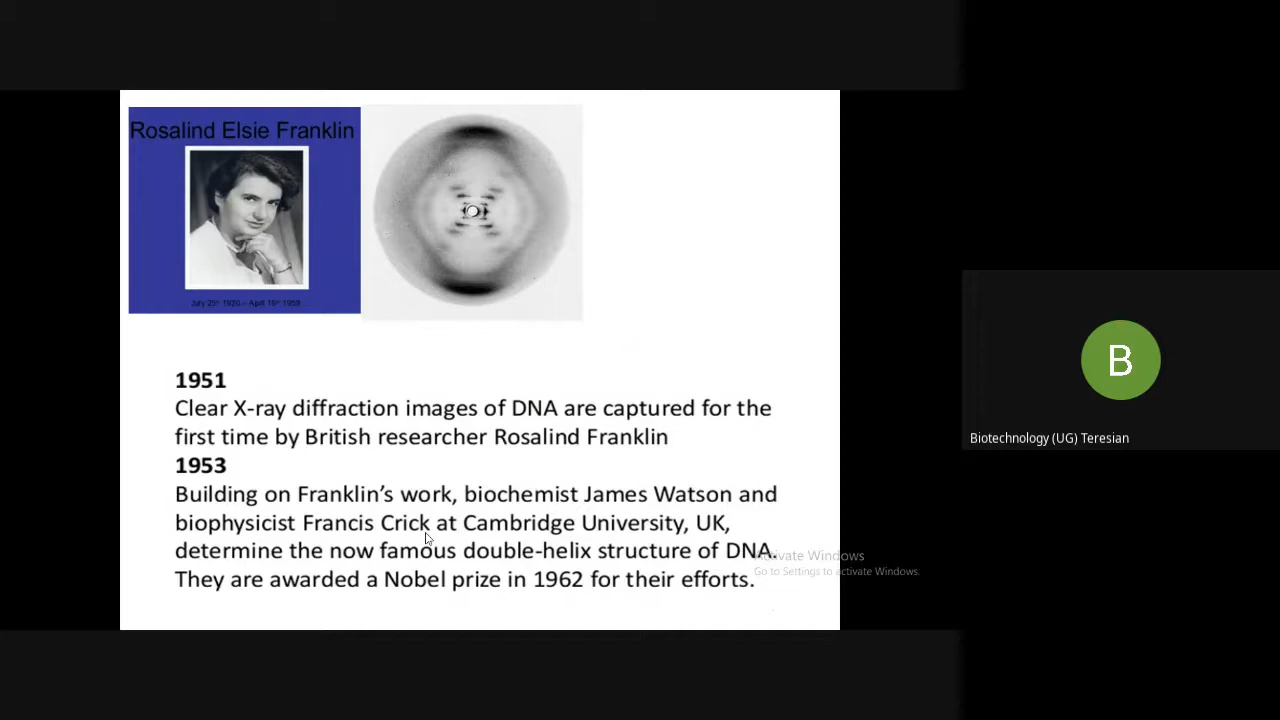 Rosalind Elsie Franklin
July 25th 1920 - April 16th 1958
1951
Clear X-ray diffraction images of DNA are captured for the
first time by British researcher Rosalind Franklin
1953
Building on Franklin’s work, biochemist James Watson and
biophysicist Francis Crick at Cambridge University, UK,
determine the now famous double-helix structure of DNA.
They are awarded a Nobel prize in 1962 for their efforts.
Activate Windows
Go to Settings to activate Windows.
B
Biotechnology (UG) Teresian